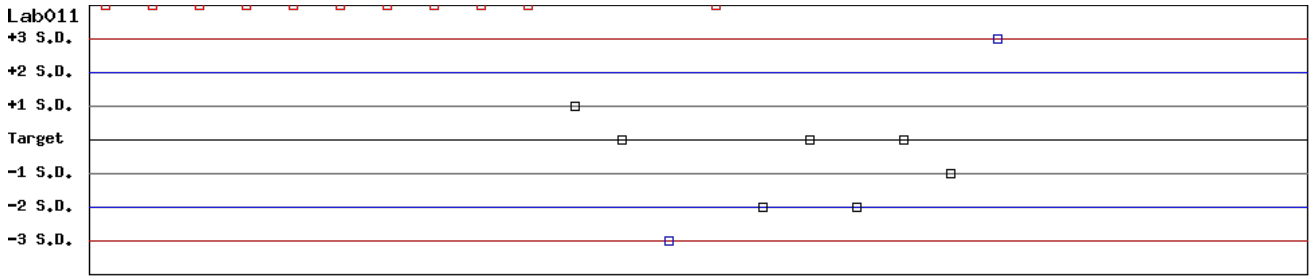 Lab011
+3 S.D.
+2 S.D.
+1 S.D.
Target
-1 S.D.
-2 S.D.
-3 S.D.